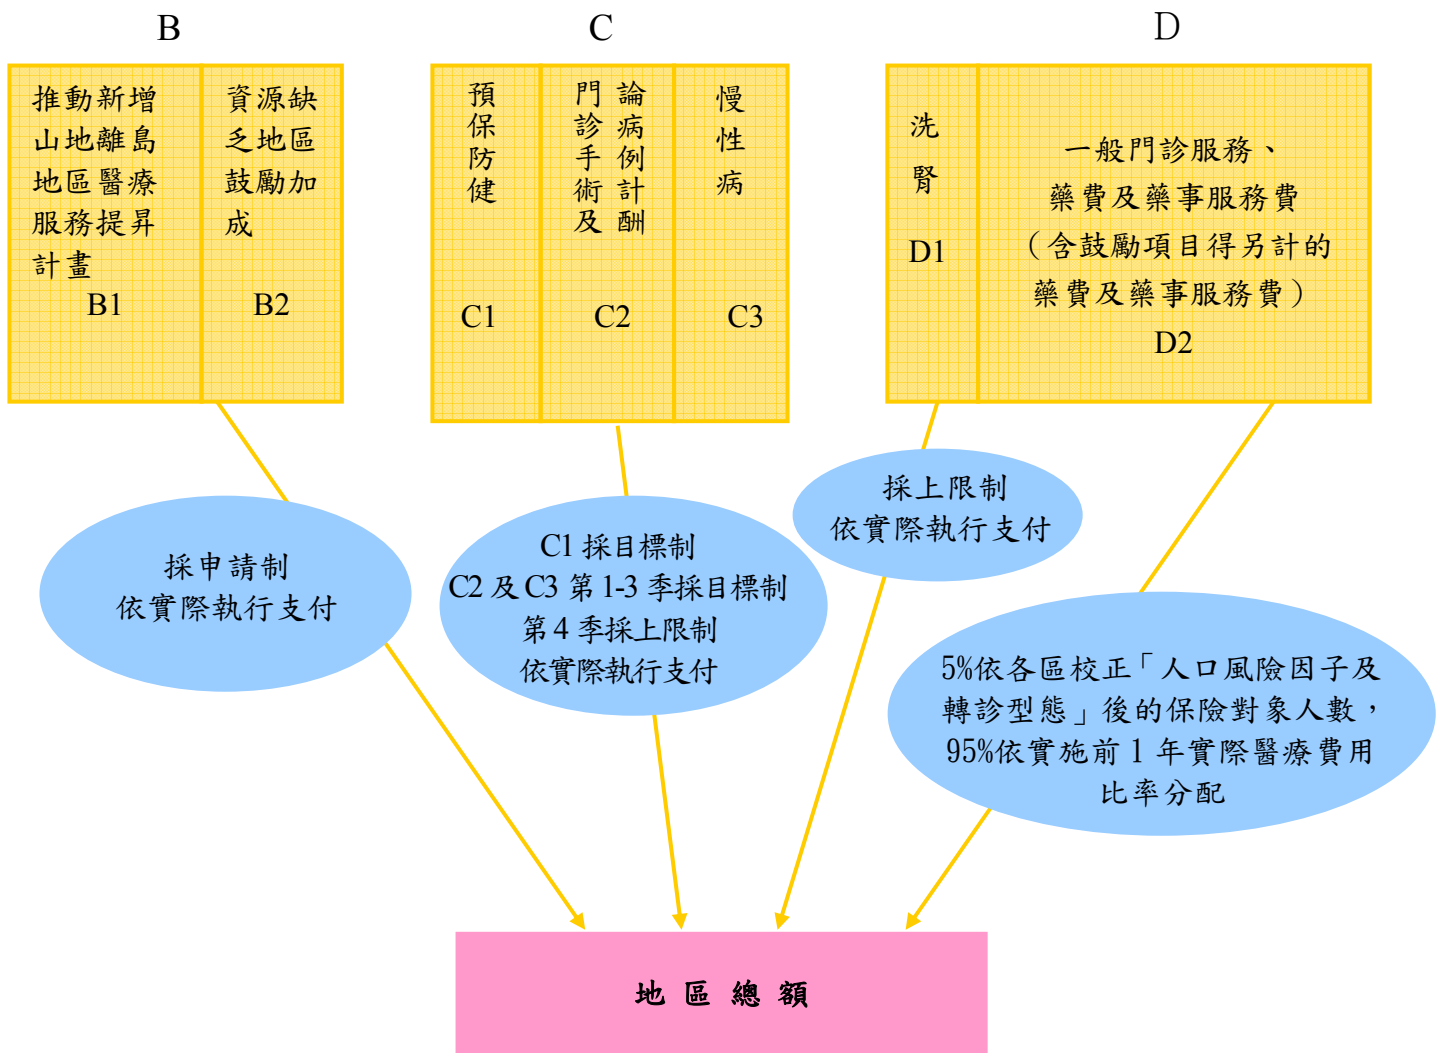 B
C
D
推動新增
山地離島
地區醫療
服務提昇
計畫
B1
資源缺
乏地區
鼓勵加
成
B2
預
保
防
健
C1
論病例計酬
門診手術及
C2
慢性病
C3
洗腎
D1
一般門診服務、
藥費及藥事服務費
（含鼓勵項目得另計的
藥費及藥事服務費）
D2
採申請制
依實際執行支付
C1 採目標制
C2 及C3 第1-3 季採目標制
第4 季採上限制
依實際執行支付
採上限制
依實際執行支付
5%依各區校正「人口風險因子及
轉診型態」後的保險對象人數，
95%依實施前 1 年實際醫療費用
比率分配
地區總額